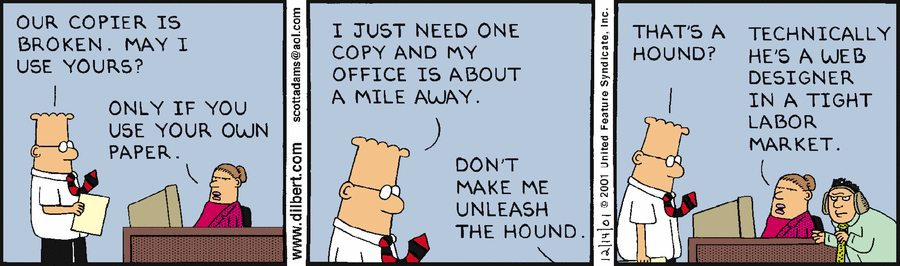 OUR COPIER IS
BROKEN. MAY I
USE YOURS?
ONLY IF YOU
USE YOUR OWN
PAPER.
www.dilbert.com scottadams@aol.com
I JUST NEED ONE
COPY AND MY
OFFICE IS ABOUT
A MILE AWAY.
DON'T
MAKE ME
UNLEASH
THE HOUND.
12/14/01 © 2001 United Feature Syndicate, Inc.
THAT'S A
HOUND?
TECHNICALLY
HE'S A WEB
DESIGNER
IN A TIGHT
LABOR
MARKET.